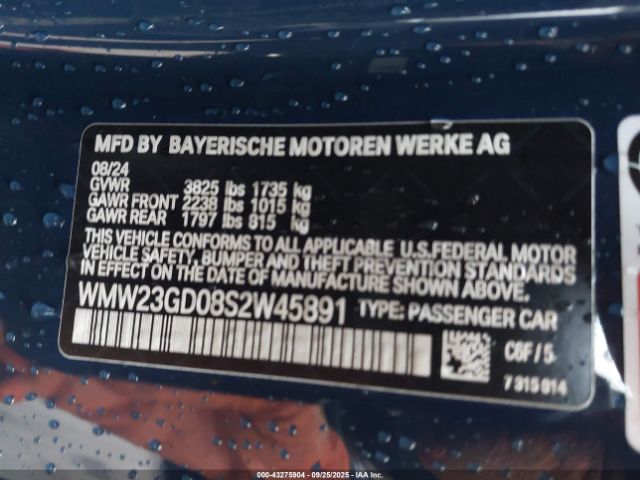 MFD BY BAYERISCHE MOTOREN WERKE AG
08/24
GVWR 3825 lbs 1735 kg
GAWR FRONT 2238 lbs 1015 kg
GAWR REAR 1797 lbs 815 kg
THIS VEHICLE CONFORMS TO ALL APPLICABLE U.S.FEDERAL MOTOR
VEHICLE SAFETY, BUMPER AND THEFT PREVENTION STANDARDS
IN EFFECT ON THE DATE OF MANUFACTURE SHOWN ABOVE.
WMW23GD08S2W45891 TYPE: PASSENGER CAR
C6F / 5
7 315 914
000-43275904 - 09/25/2025 - IAA Inc.